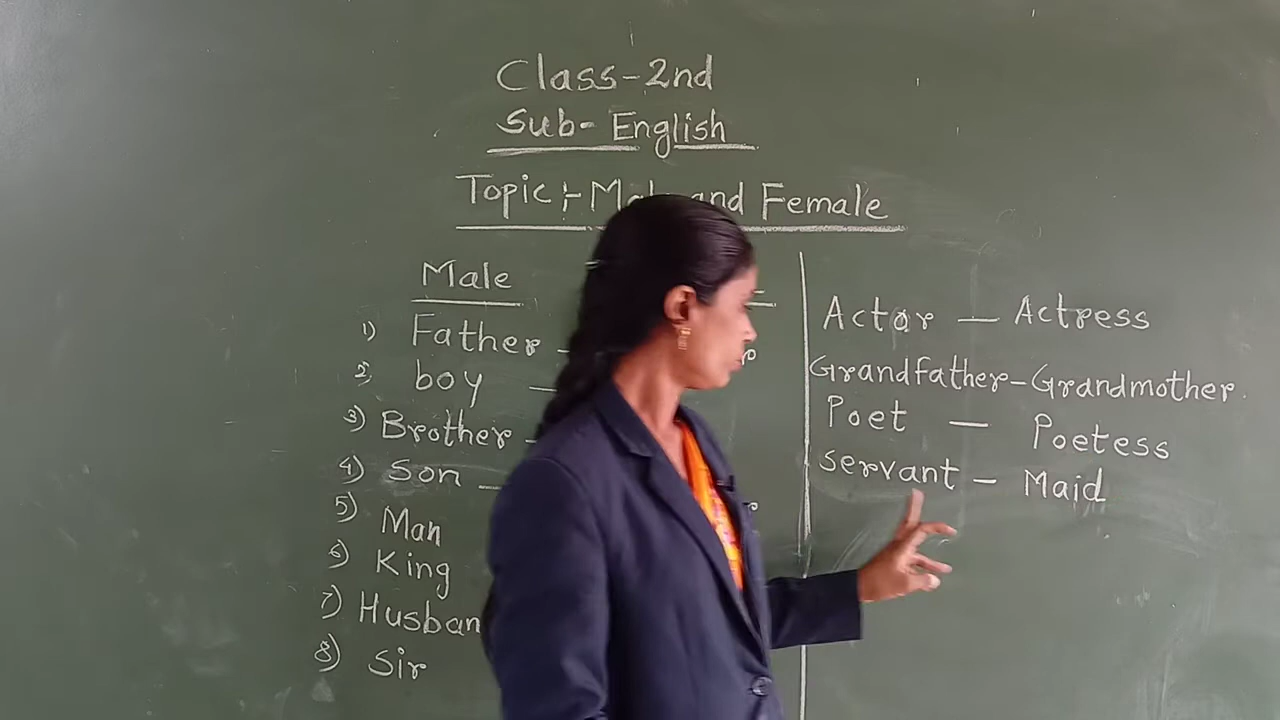 Class-2nd
Sub- English
Topic :- and Female
Male
1) Father -
2) boy -
3) Brother -
4) Son -
5) Man
6) King
7)
8) Sir
Actor - Actress
Grandfather - Grandmother.
Poet - Poetess
Servant - Maid